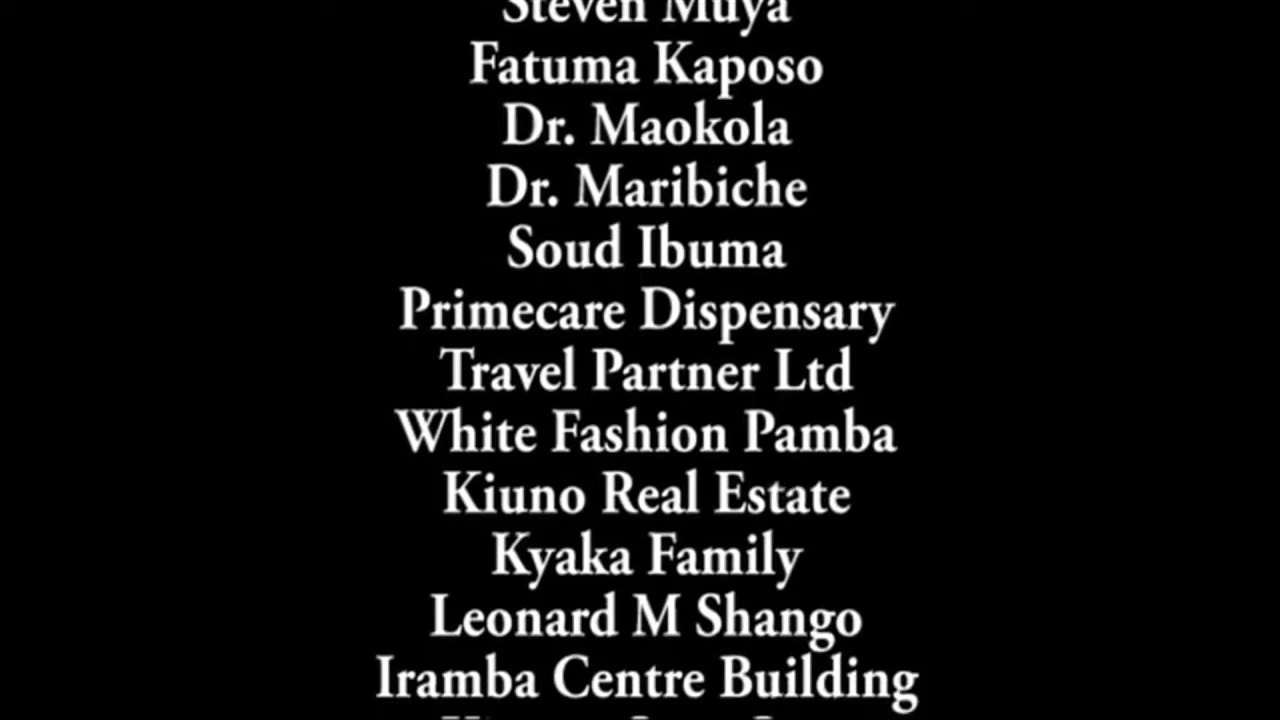 Steven Muya
Fatuma Kaposo
Dr. Maokola
Dr. Maribiche
Soud Ibuma
Primecare Dispensary
Travel Partner Ltd
White Fashion Pamba
Kiuno Real Estate
Kyaka Family
Leonard M Shango
Iramba Centre Building